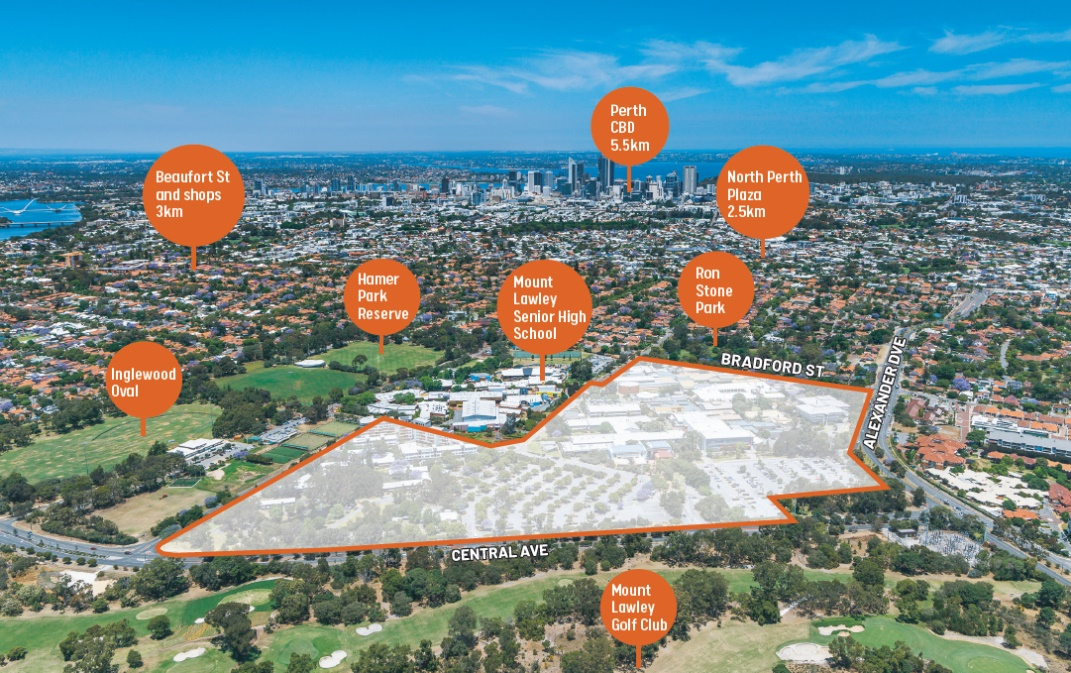 Perth
CBD
5.5km
Beaufort St
and shops
3km
North Perth
Plaza
2.5km
Hamer
Park
Reserve
Mount
Lawley
Senior High
School
Ron
Stone
Park
Inglewood
Oval
BRADFORD ST
ALEXANDER DVE
CENTRAL AVE
Mount
Lawley
Golf Club